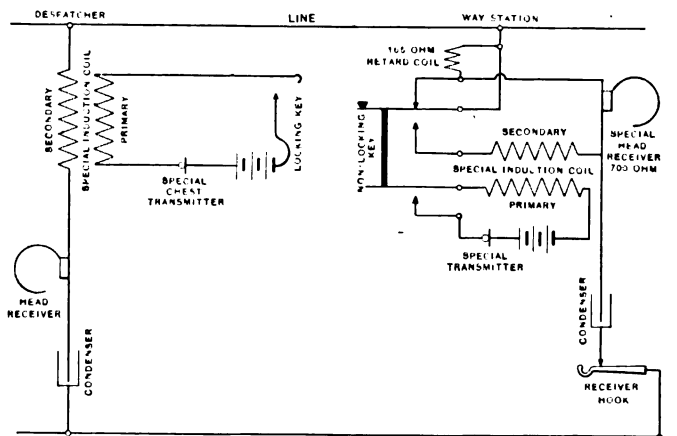 DESPATCHER
LINE
WAY STATION
165 OHM
RETARD COIL
SECONDARY
SPECIAL INDUCTION COIL
PRIMARY
LOCKING KEY
SPECIAL
CHEST
TRANSMITTER
NON-LOCKING
KEY
SECONDARY
SPECIAL INDUCTION COIL
PRIMARY
SPECIAL
HEAD
RECEIVER
700 OHM
SPECIAL
TRANSMITTER
HEAD
RECEIVER
CONDENSER
CONDENSER
RECEIVER
HOOK